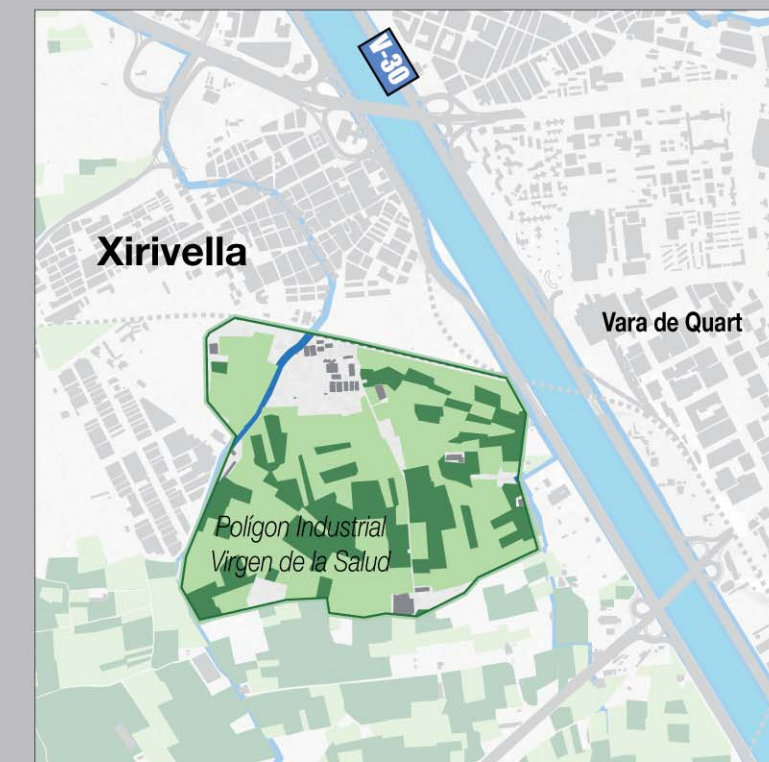 V-30
Xirivella
Vara de Quart
Polígon Industrial
Virgen de la Salud